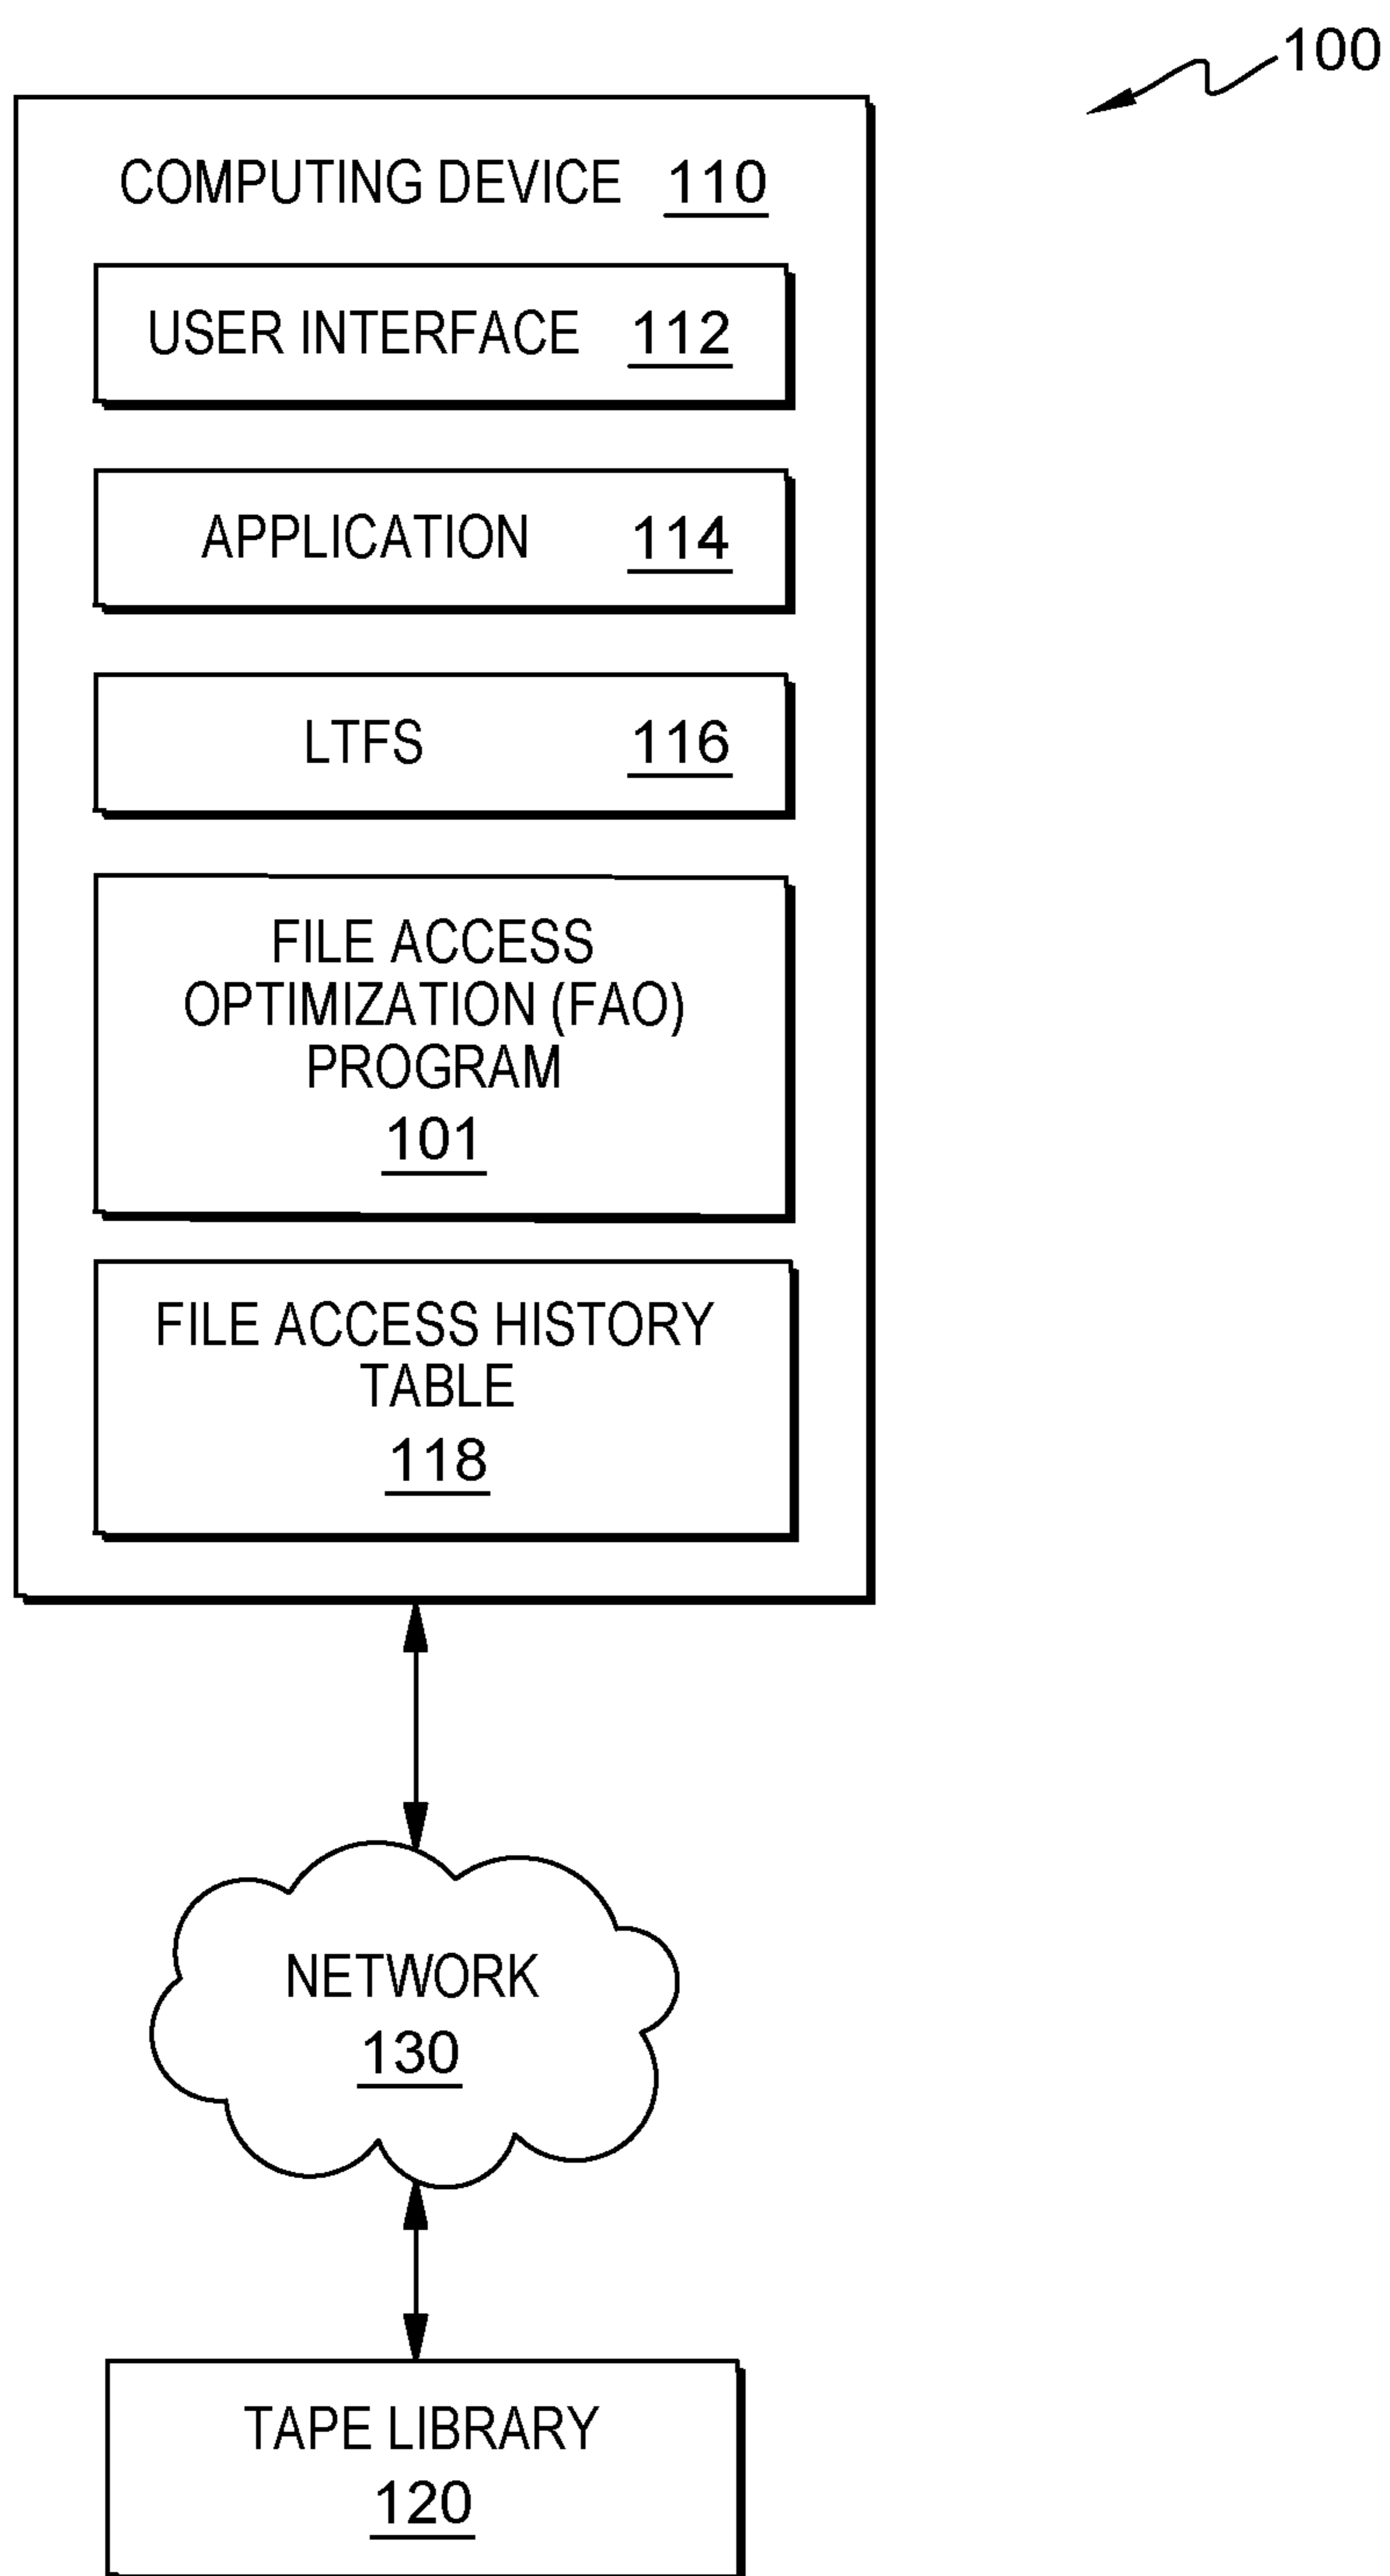 100
COMPUTING DEVICE 110
USER INTERFACE 112
APPLICATION 114
LTFS 116
FILE ACCESS
OPTIMIZATION (FAO)
PROGRAM
101
FILE ACCESS HISTORY
TABLE
118
NETWORK
130
TAPE LIBRARY
120